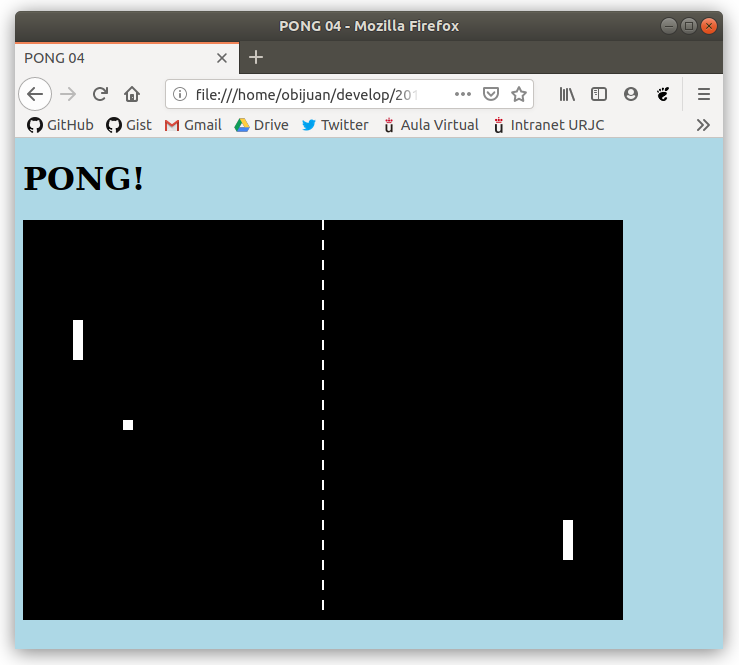 PONG 04 - Mozilla Firefox
PONG 04
file:///home/obijuan/develop/201
GitHub Gist Gmail Drive Twitter Aula Virtual Intranet URJC
PONG!